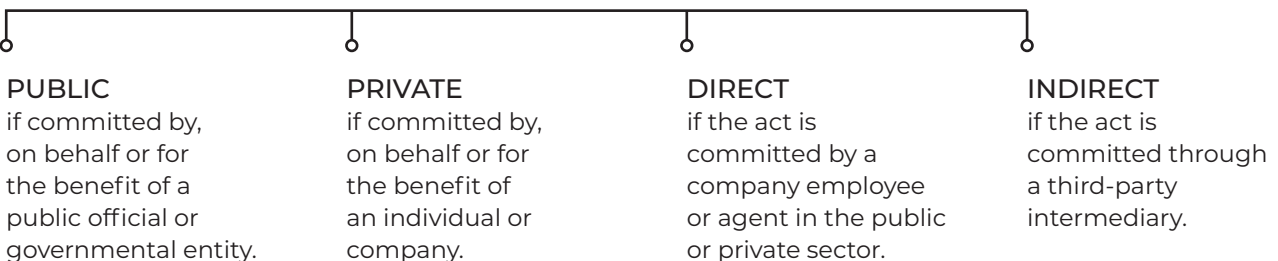 PUBLIC
if committed by,
on behalf or for
the benefit of a
public official or
governmental entity.
PRIVATE
if committed by,
on behalf or for
the benefit of
an individual or
company.
DIRECT
if the act is
committed by a
company employee
or agent in the public
or private sector.
INDIRECT
if the act is
committed through
a third-party
intermediary.